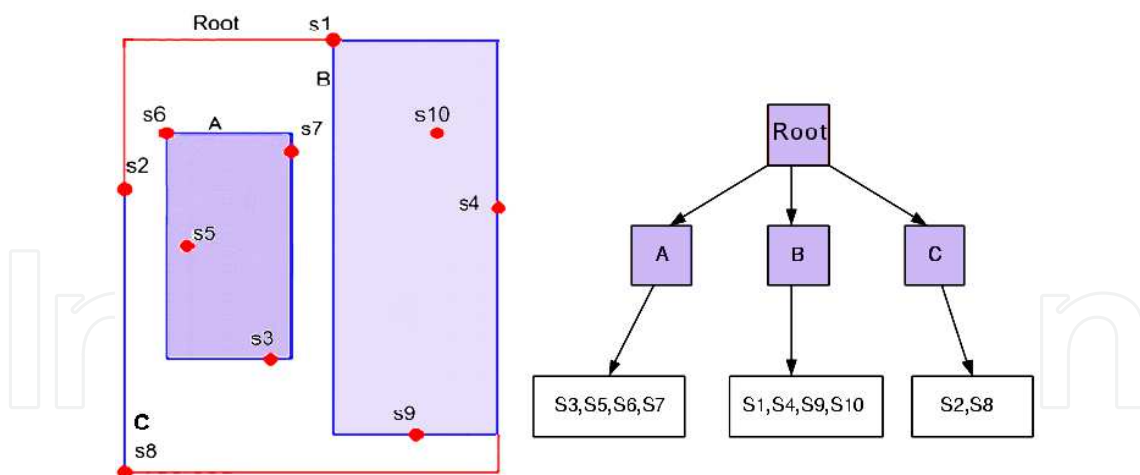 Root
s1
B
s6
A
s7
s10
s2
s4
s5
s3
s9
C
s8
Root
A
B
C
S3,S5,S6,S7
S1,S4,S9,S10
S2,S8